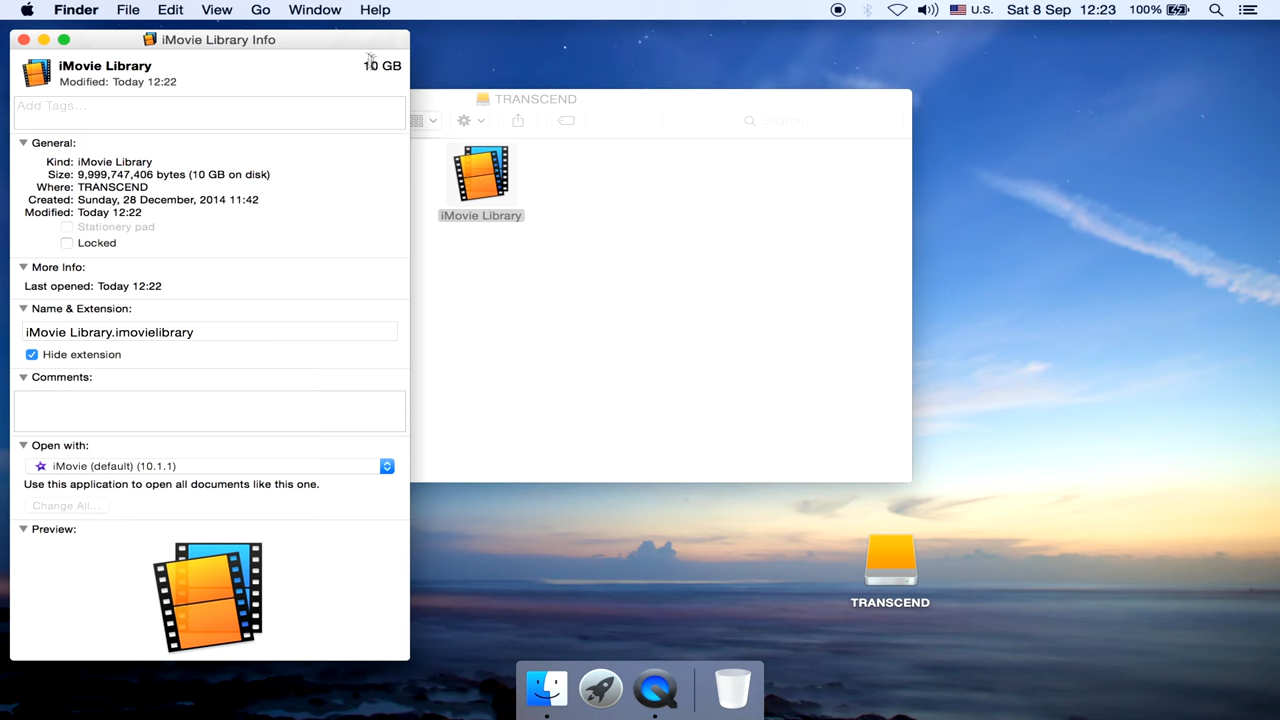 Finder File Edit View Go Window Help U.S. Sat 8 Sep 12:23 100%
iMovie Library Info
iMovie Library 10 GB
Modified: Today 12:22
Add Tags...
General:
Kind: iMovie Library
Size: 9,999,747,406 bytes (10 GB on disk)
Where: TRANSCEND
Created: Sunday, 28 December, 2014 11:42
Modified: Today 12:22
Stationery pad
Locked
More Info:
Last opened: Today 12:22
Name & Extension:
iMovie Library.imovielibrary
Hide extension
Comments:
Open with:
iMovie (default) (10.1.1)
Use this application to open all documents like this one.
Change All...
Preview:
TRANSCEND
Search
iMovie Library
TRANSCEND